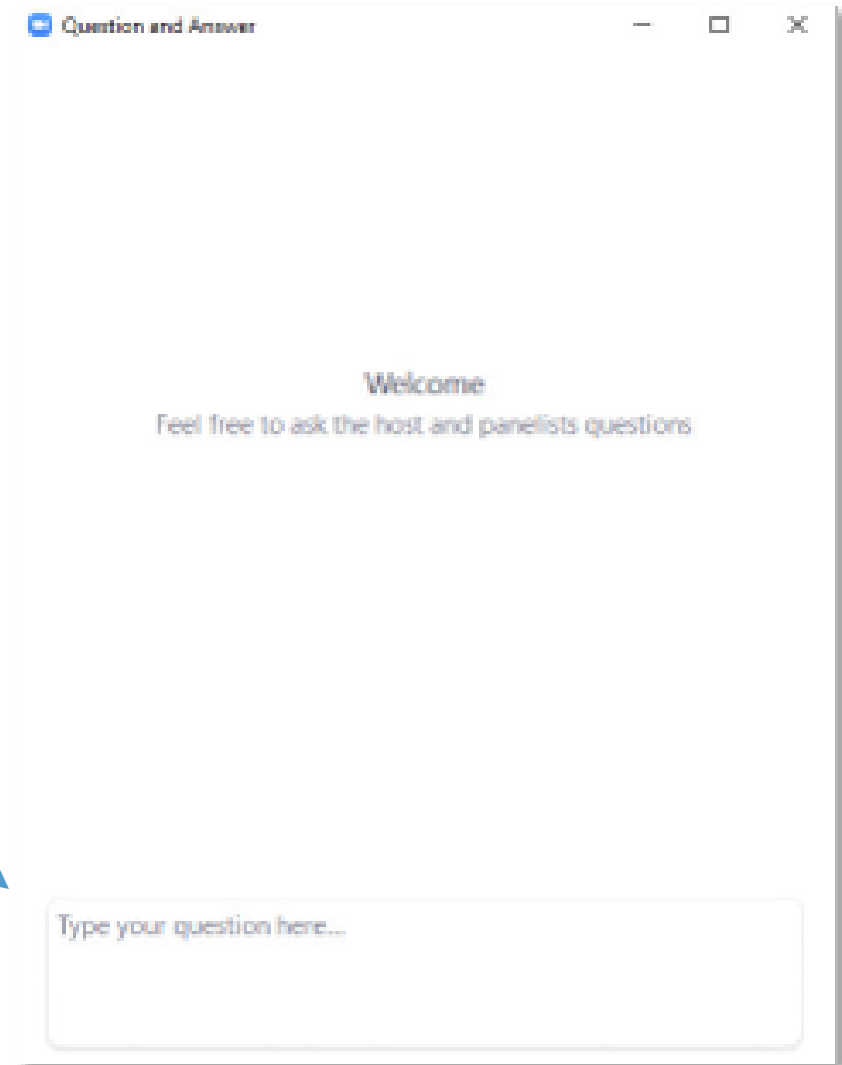 Question and Answer
Welcome
Feel free to ask the host and panelists questions
Type your question here...